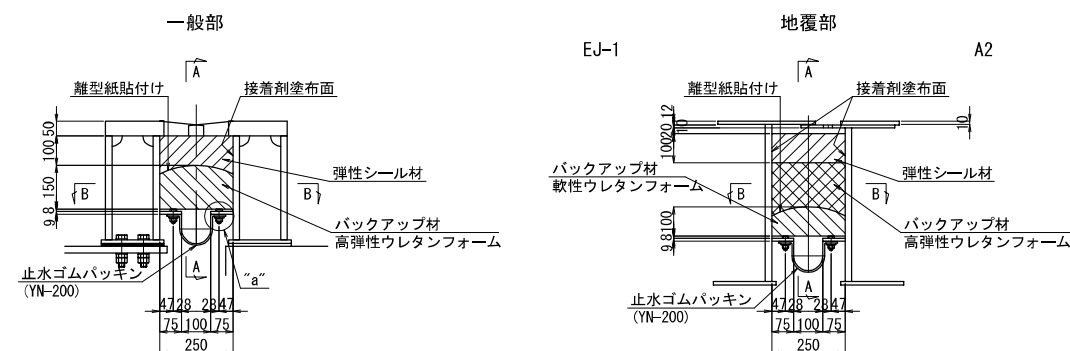 一般部
A
離型紙貼付け
接着剤塗布面
50
100
150
8
9
B
B
弾性シール材
バックアップ材
高弾性ウレタンフォーム
止水ゴムパッキン
(YN-200)
A
"a"
47 28 28 47
75 100 75
250
地覆部
EJ-1
A2
A
離型紙貼付け
接着剤塗布面
12
10
20
100
10
バックアップ材
軟性ウレタンフォーム
B
B
弾性シール材
バックアップ材
高弾性ウレタンフォーム
100
8
9
止水ゴムパッキン
(YN-200)
A
47 28 28 47
75 100 75
250